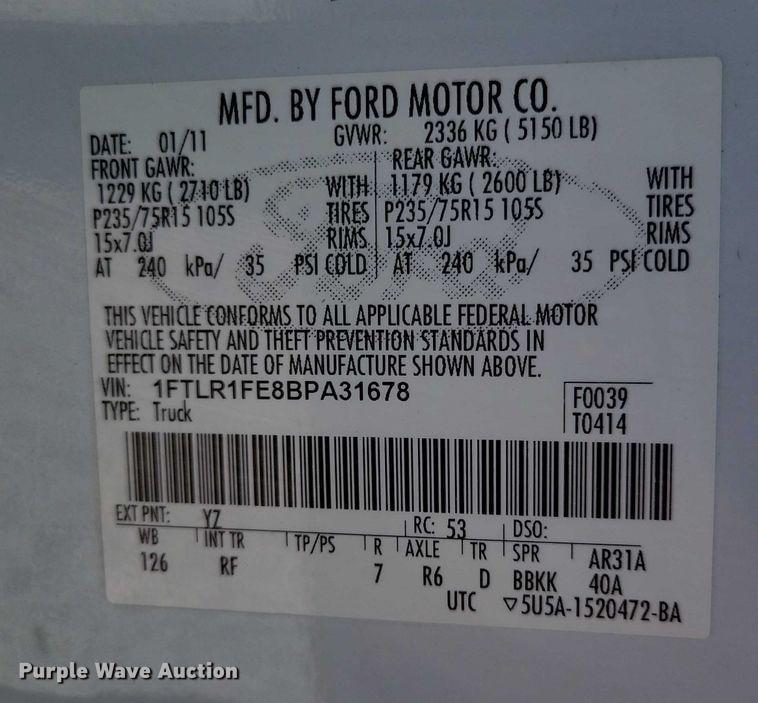 MFD. BY FORD MOTOR CO.
DATE: 01/11 GVWR: 2336 KG ( 5150 LB)
FRONT GAWR: REAR GAWR:
1229 KG ( 2710 LB) WITH 1179 KG ( 2600 LB) WITH
P235/75R15 105S TIRES P235/75R15 105S TIRES
15x7.0J RIMS 15x7.0J RIMS
AT 240 kPa/ 35 PSI COLD AT 240 kPa/ 35 PSI COLD
THIS VEHICLE CONFORMS TO ALL APPLICABLE FEDERAL MOTOR
VEHICLE SAFETY AND THEFT PREVENTION STANDARDS IN
EFFECT ON THE DATE OF MANUFACTURE SHOWN ABOVE.
VIN: 1FTLR1FE8BPA31678 F0039
TYPE: Truck T0414
EXT PNT: YZ RC: 53 DSO:
WB INT TR TP/PS R AXLE TR SPR AR31A
126 RF 7 R6 D BBKK 40A
UTC ▽5U5A-1520472-BA
Purple Wave Auction